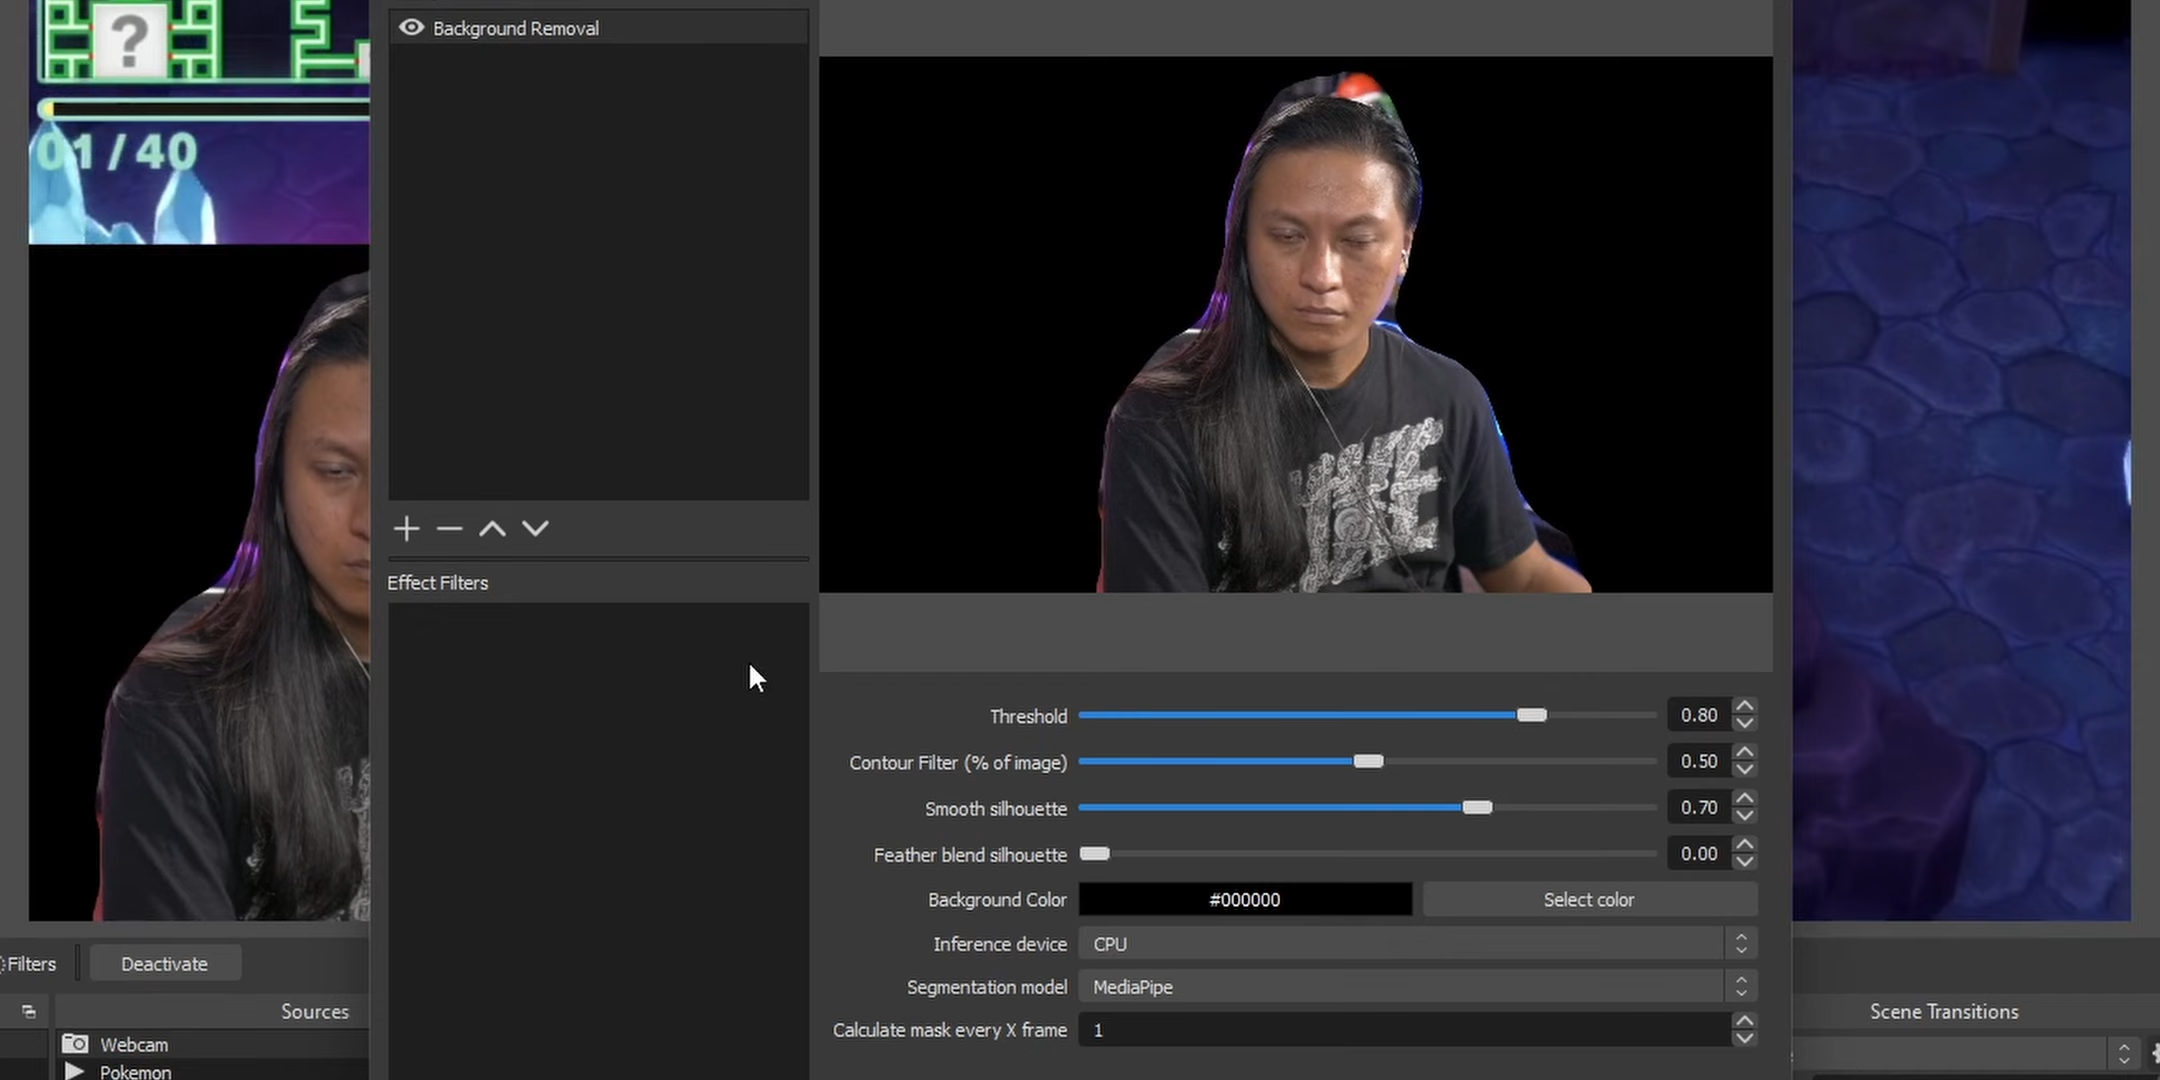 ?
01 / 40
Background Removal
Effect Filters
Threshold 0.80
Contour Filter (% of image) 0.50
Smooth silhouette 0.70
Feather blend silhouette 0.00
Background Color #000000 Select color
Inference device CPU
Segmentation model MediaPipe
Calculate mask every X frame 1
Filters Deactivate
Sources
Webcam
Pokemon
Scene Transitions